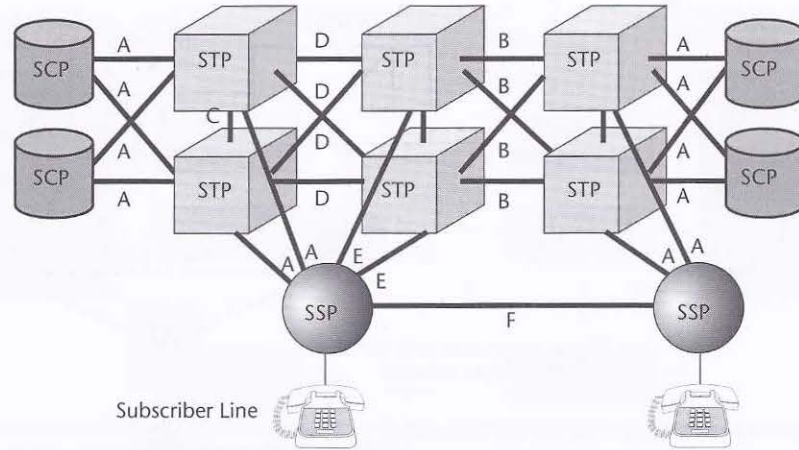 A D B A
SCP STP STP STP SCP
A D B A
C
A D B A
SCP STP STP STP SCP
A D B A
A A E A A
E
SSP F SSP
Subscriber Line